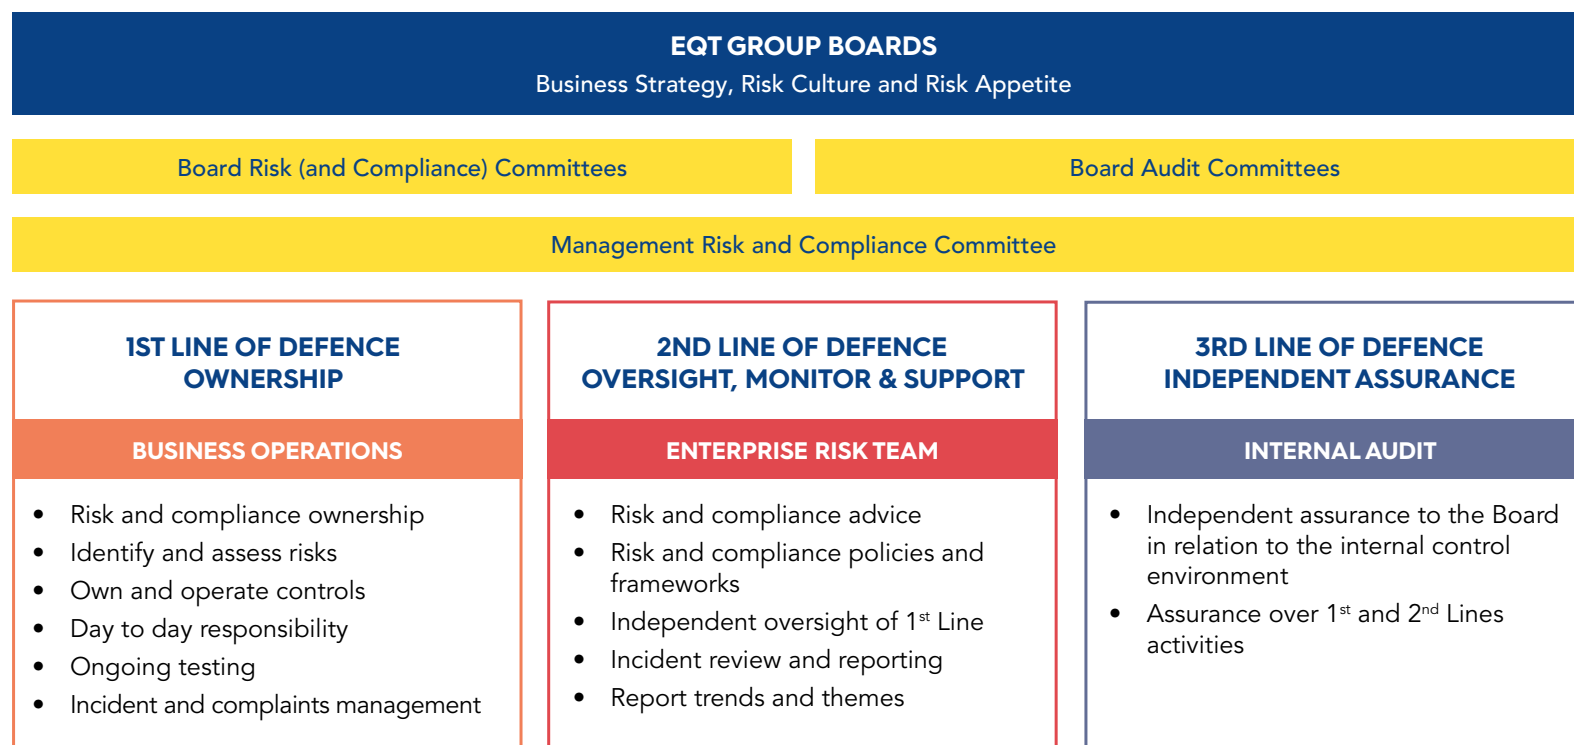 EQT GROUP BOARDS
Business Strategy, Risk Culture and Risk Appetite
Board Risk (and Compliance) Committees
Board Audit Committees
Management Risk and Compliance Committee
1ST LINE OF DEFENCE
OWNERSHIP
BUSINESS OPERATIONS
• Risk and compliance ownership
• Identify and assess risks
• Own and operate controls
• Day to day responsibility
• Ongoing testing
• Incident and complaints management
2ND LINE OF DEFENCE
OVERSIGHT, MONITOR & SUPPORT
ENTERPRISE RISK TEAM
• Risk and compliance advice
• Risk and compliance policies and
frameworks
• Independent oversight of 1st Line
• Incident review and reporting
• Report trends and themes
3RD LINE OF DEFENCE
INDEPENDENT ASSURANCE
INTERNAL AUDIT
• Independent assurance to the Board
in relation to the internal control
environment
• Assurance over 1st and 2nd Lines
activities